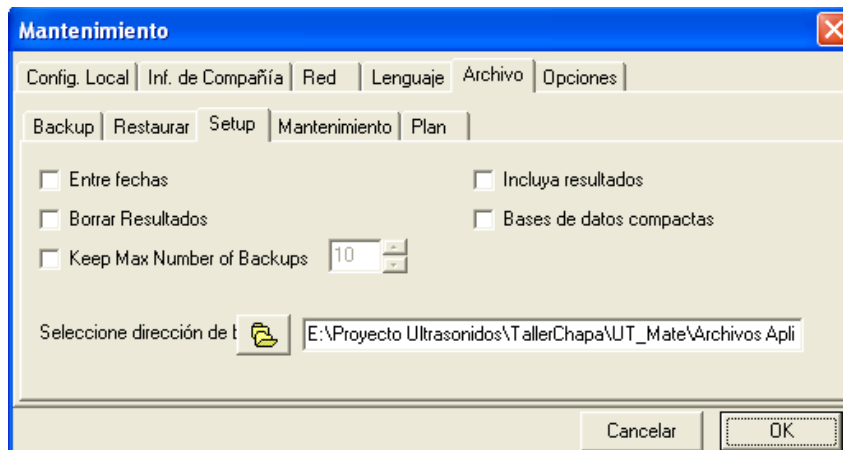 Mantenimiento
Config. Local Inf. de Compañía Red Lenguaje Archivo Opciones
Backup Restaurar Setup Mantenimiento Plan
Entre fechas Incluya resultados
Borrar Resultados Bases de datos compactas
Keep Max Number of Backups 10
Seleccione dirección de E:\Proyecto Ultrasonidos\TallerChapa\UT_Mate\Archivos Apli
Cancelar OK